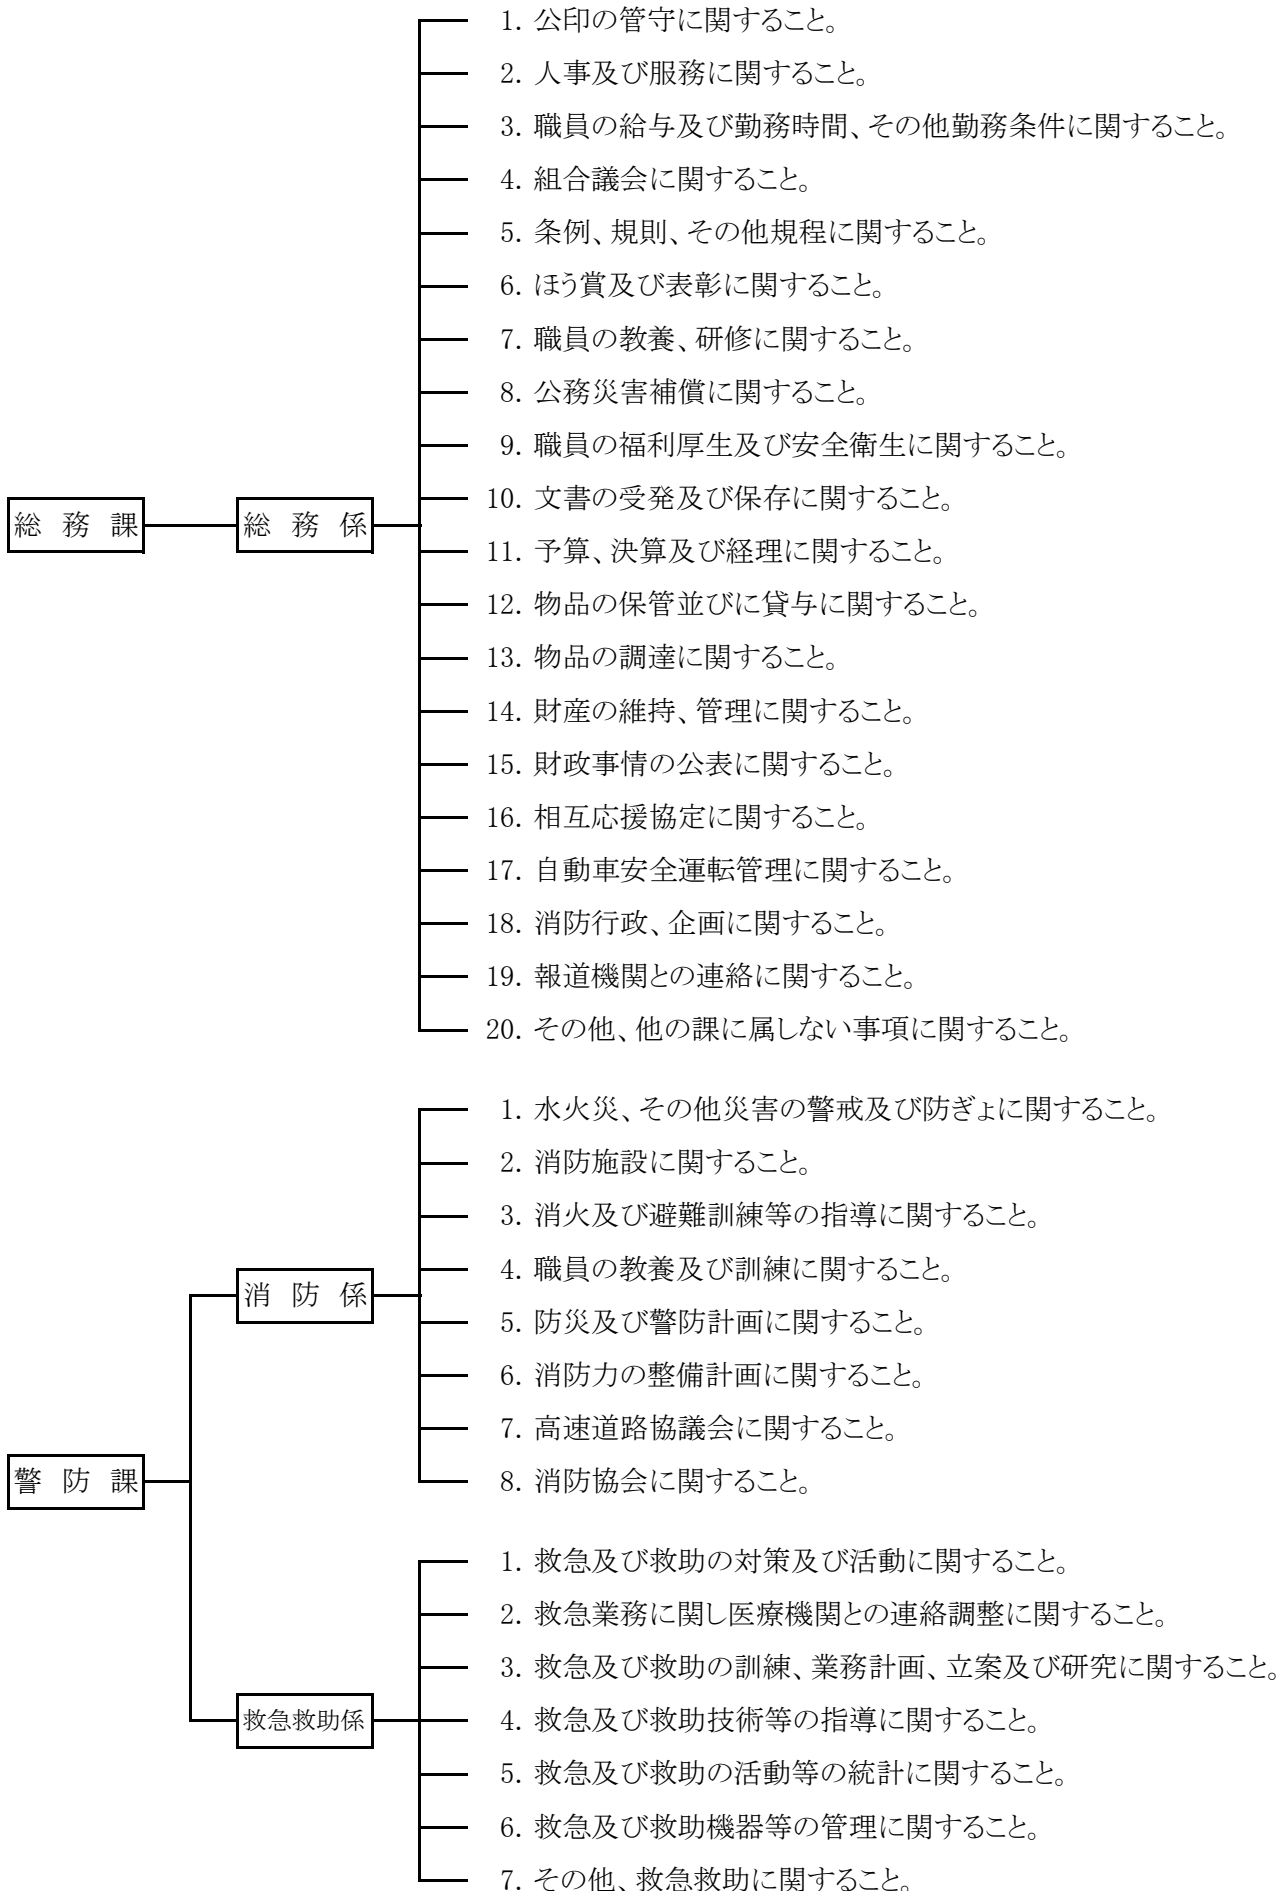 1. 公印の管守に関すること。
2. 人事及び服務に関すること。
3. 職員の給与及び勤務時間、その他勤務条件に関すること。
4. 組合議会に関すること。
5. 条例、規則、その他規程に関すること。
6. ほう賞及び表彰に関すること。
7. 職員の教養、研修に関すること。
8. 公務災害補償に関すること。
9. 職員の福利厚生及び安全衛生に関すること。
10. 文書の受発及び保存に関すること。
総務課 総務係
11. 予算、決算及び経理に関すること。
12. 物品の保管並びに貸与に関すること。
13. 物品の調達に関すること。
14. 財産の維持、管理に関すること。
15. 財政事情の公表に関すること。
16. 相互応援協定に関すること。
17. 自動車安全運転管理に関すること。
18. 消防行政、企画に関すること。
19. 報道機関との連絡に関すること。
20. その他、他の課に属しない事項に関すること。
1. 水火災、その他災害の警戒及び防ぎょに関すること。
2. 消防施設に関すること。
3. 消火及び避難訓練等の指導に関すること。
4. 職員の教養及び訓練に関すること。
消防係
5. 防災及び警防計画に関すること。
6. 消防力の整備計画に関すること。
7. 高速道路協議会に関すること。
警防課
8. 消防協会に関すること。
1. 救急及び救助の対策及び活動に関すること。
2. 救急業務に関し医療機関との連絡調整に関すること。
3. 救急及び救助の訓練、業務計画、立案及び研究に関すること。
救急救助係
4. 救急及び救助技術等の指導に関すること。
5. 救急及び救助の活動等の統計に関すること。
6. 救急及び救助機器等の管理に関すること。
7. その他、救急救助に関すること。